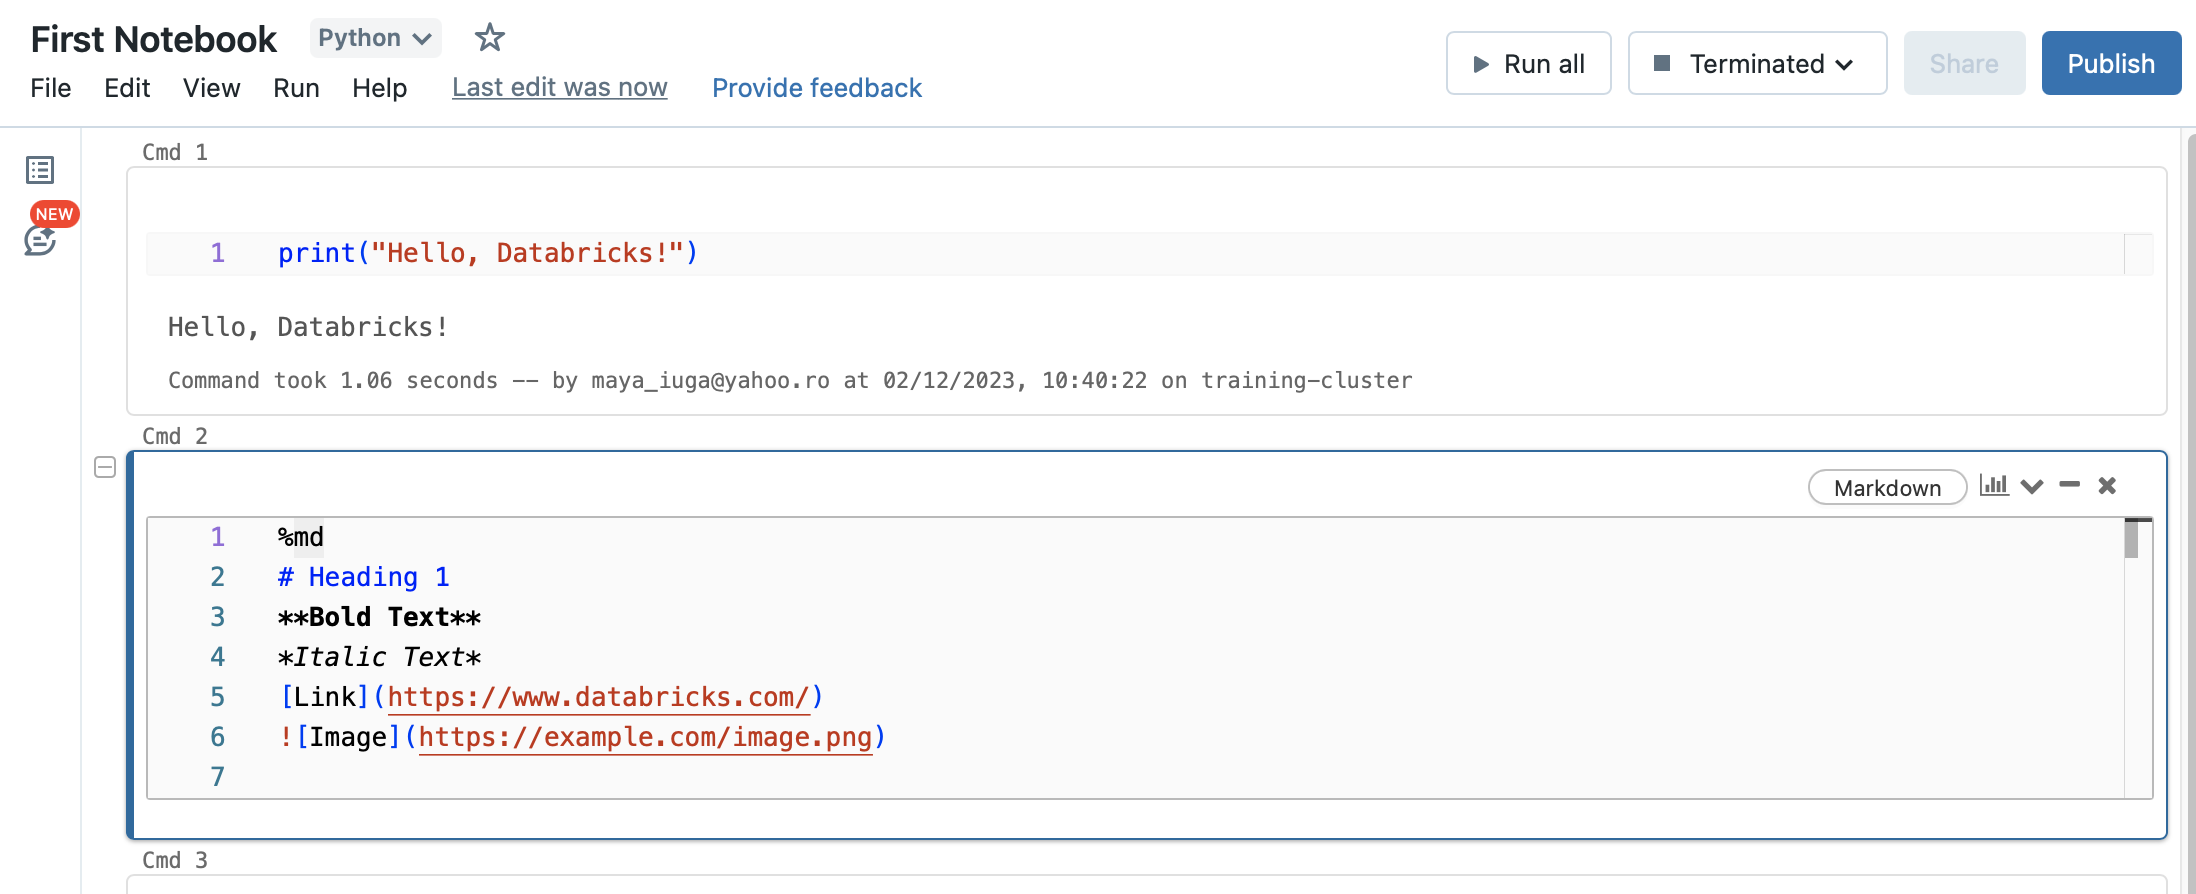 First Notebook Python
File Edit View Run Help Last edit was now Provide feedback
Run all Terminated Share Publish
NEW
Cmd 1
1 print("Hello, Databricks!")
Hello, Databricks!
Command took 1.06 seconds -- by maya_iuga@yahoo.ro at 02/12/2023, 10:40:22 on training-cluster
Cmd 2
Markdown
1 %md
2 # Heading 1
3 **Bold Text**
4 *Italic Text*
5 [Link](https://www.databricks.com/)
6 ![Image](https://example.com/image.png)
7
Cmd 3